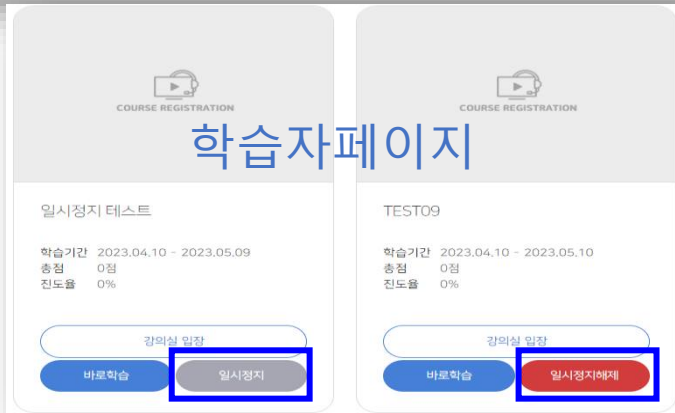 COURSE REGISTRATION
COURSE REGISTRATION
학습자페이지
일시정지 테스트
학습기간 2023.04.10 - 2023.05.09
총점 0점
진도율 0%
강의실 입장
바로학습
일시정지
TEST09
학습기간 2023.04.10 - 2023.05.10
총점 0점
진도율 0%
강의실 입장
바로학습
일시정지해제